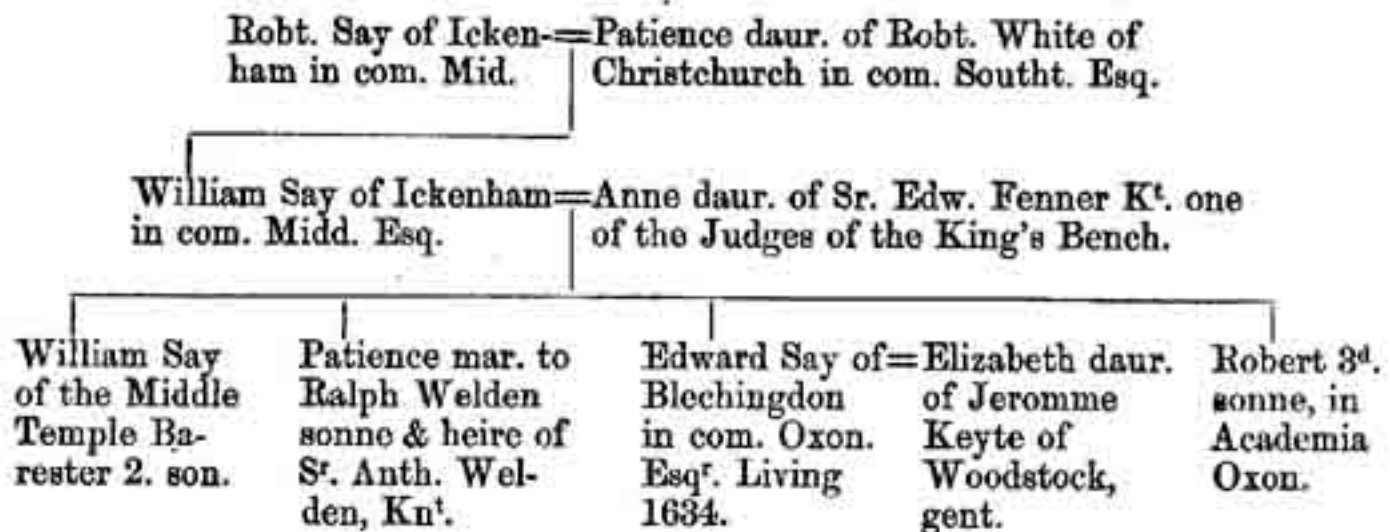 Robt. Say of Icken-=Patience daur. of Robt. White of
ham in com. Mid.
Christchurch in com. Southt. Esq.
William Say of Ickenham=Anne daur. of Sr. Edw. Fenner Kt. one
in com. Midd. Esq.
of the Judges of the King's Bench.
William Say
of the Middle
Temple Ba-
rester 2. son.
Patience mar. to
Ralph Welden
sonne & heire of
Sr. Anth. Wel-
den, Knt.
Edward Say of=
Blechingdon
in com. Oxon.
Esqr. Living
1634.
Elizabeth daur.
of Jeromme
Keyte of
Woodstock,
gent.
Robert 3d.
sonne, in
Academia
Oxon.